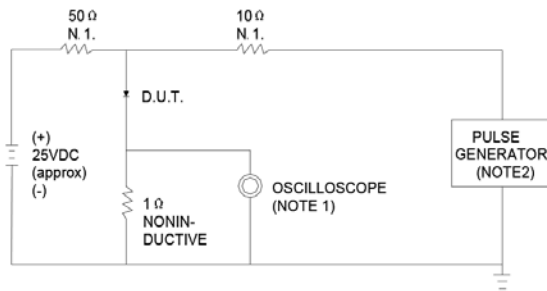 50 Ω
N. 1.
10 Ω
N. 1.
D.U.T.
(+)
25VDC
(approx)
(-)
1 Ω
NONIN-
DUCTIVE
OSCILLOSCOPE
(NOTE 1)
PULSE
GENERATOR
(NOTE2)